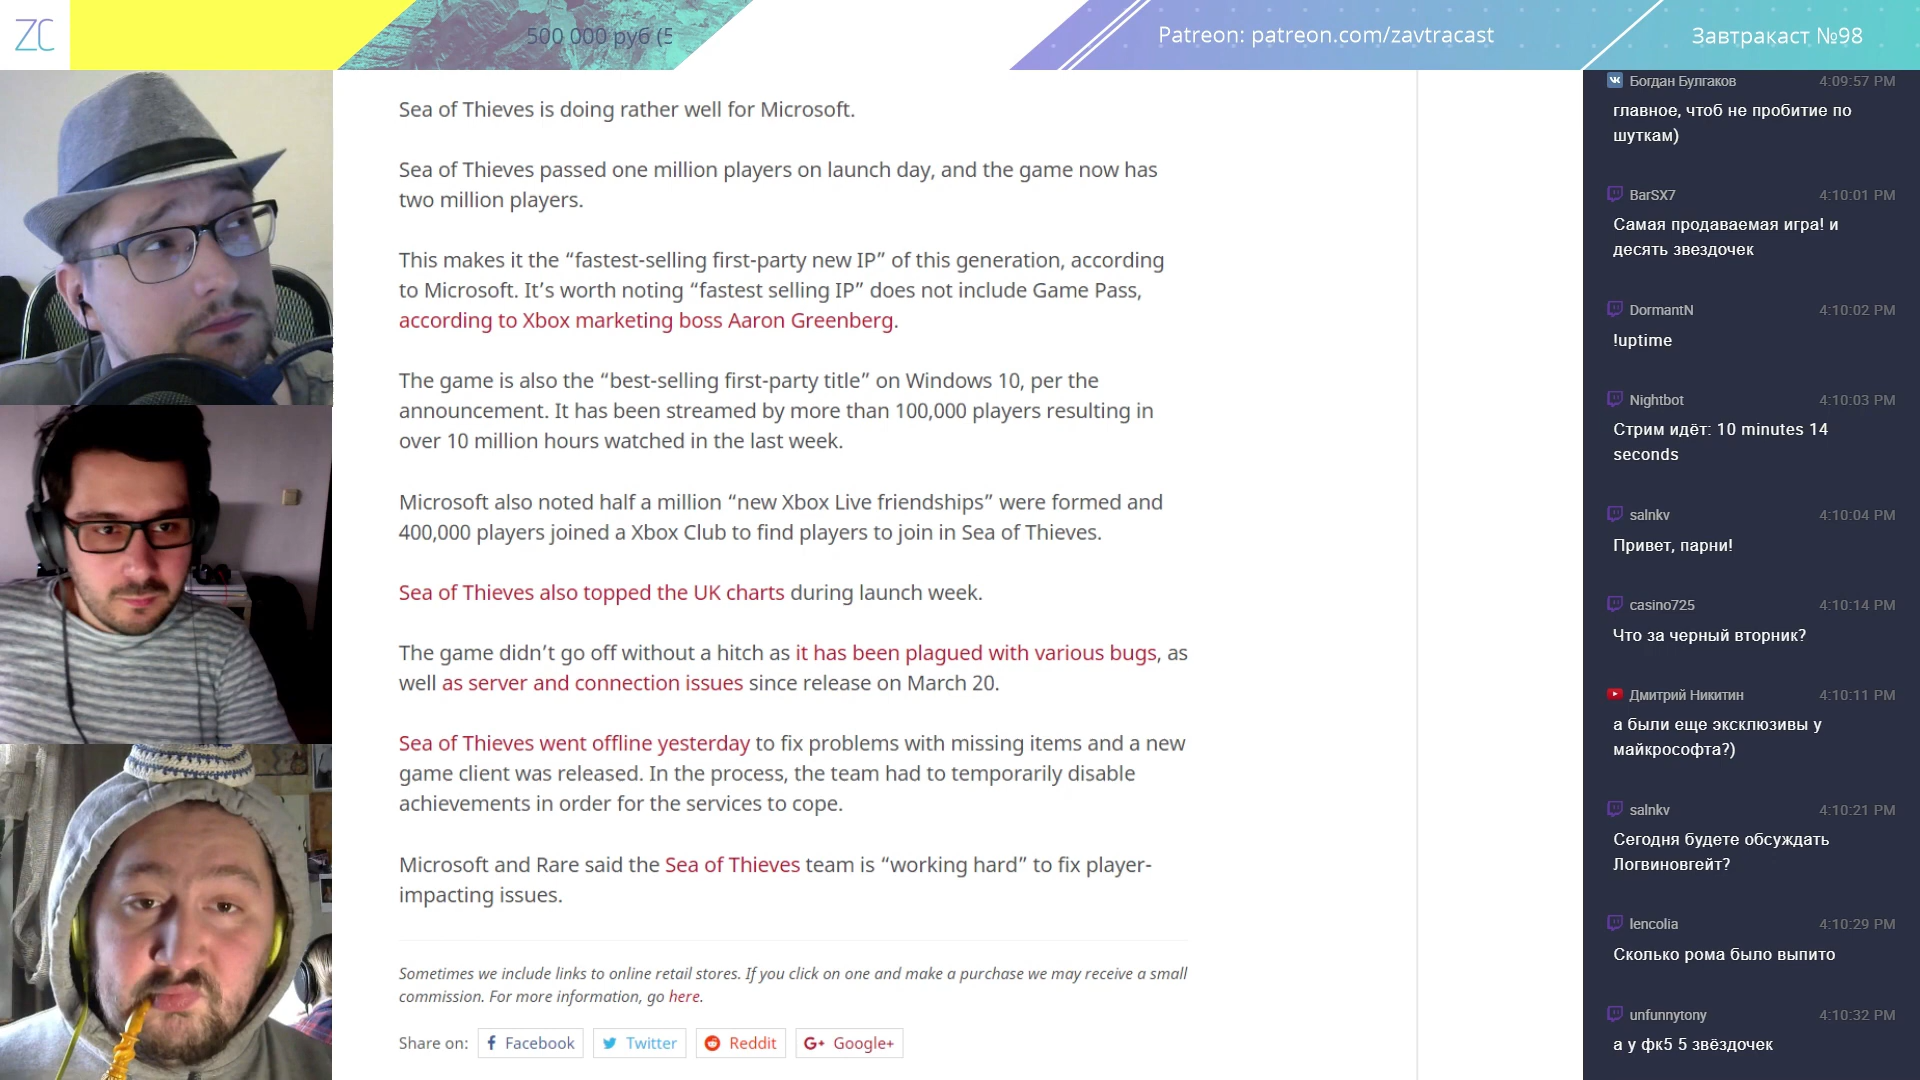 ZC
500 000 руб (5
Patreon: patreon.com/zavtracast
Завтракаст №98
Sea of Thieves is doing rather well for Microsoft.
Sea of Thieves passed one million players on launch day, and the game now has
two million players.
This makes it the “fastest-selling first-party new IP” of this generation, according
to Microsoft. It’s worth noting “fastest selling IP” does not include Game Pass,
according to Xbox marketing boss Aaron Greenberg.
The game is also the “best-selling first-party title” on Windows 10, per the
announcement. It has been streamed by more than 100,000 players resulting in
over 10 million hours watched in the last week.
Microsoft also noted half a million “new Xbox Live friendships” were formed and
400,000 players joined a Xbox Club to find players to join in Sea of Thieves.
Sea of Thieves also topped the UK charts during launch week.
The game didn’t go off without a hitch as it has been plagued with various bugs, as
well as server and connection issues since release on March 20.
Sea of Thieves went offline yesterday to fix problems with missing items and a new
game client was released. In the process, the team had to temporarily disable
achievements in order for the services to cope.
Microsoft and Rare said the Sea of Thieves team is “working hard” to fix player-
impacting issues.
Sometimes we include links to online retail stores. If you click on one and make a purchase we may receive a small
commission. For more information, go here.
Share on: Facebook Twitter Reddit G+ Google+
Богдан Булгаков 4:09:57 PM
главное, чтоб не пробитие по
шуткам)
BarSX7 4:10:01 PM
Самая продаваемая игра! и
десять звездочек
DormantN 4:10:02 PM
!uptime
Nightbot 4:10:03 PM
Стрим идёт: 10 minutes 14
seconds
salnkv 4:10:04 PM
Привет, парни!
casino725 4:10:14 PM
Что за черный вторник?
Дмитрий Никитин 4:10:11 PM
а были еще эксклюзивы у
майкрософта?)
salnkv 4:10:21 PM
Сегодня будете обсуждать
Логвиновгейт?
lencolia 4:10:29 PM
Сколько рома было выпито
unfunnytony 4:10:32 PM
а у фк5 5 звёздочек